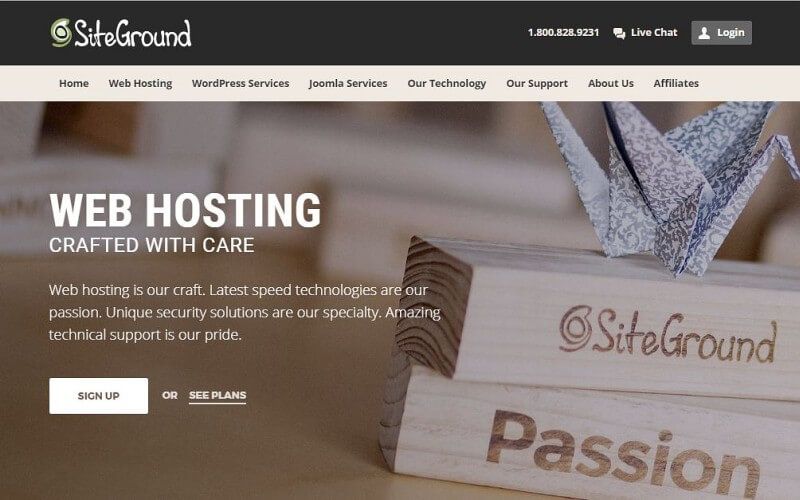 SiteGround
1.800.828.9231 Live Chat Login
Home Web Hosting WordPress Services Joomla Services Our Technology Our Support About Us Affiliates
WEB HOSTING
CRAFTED WITH CARE
Web hosting is our craft. Latest speed technologies are our
passion. Unique security solutions are our specialty. Amazing
technical support is our pride.
SIGN UP OR SEE PLANS
SiteGround
Passion